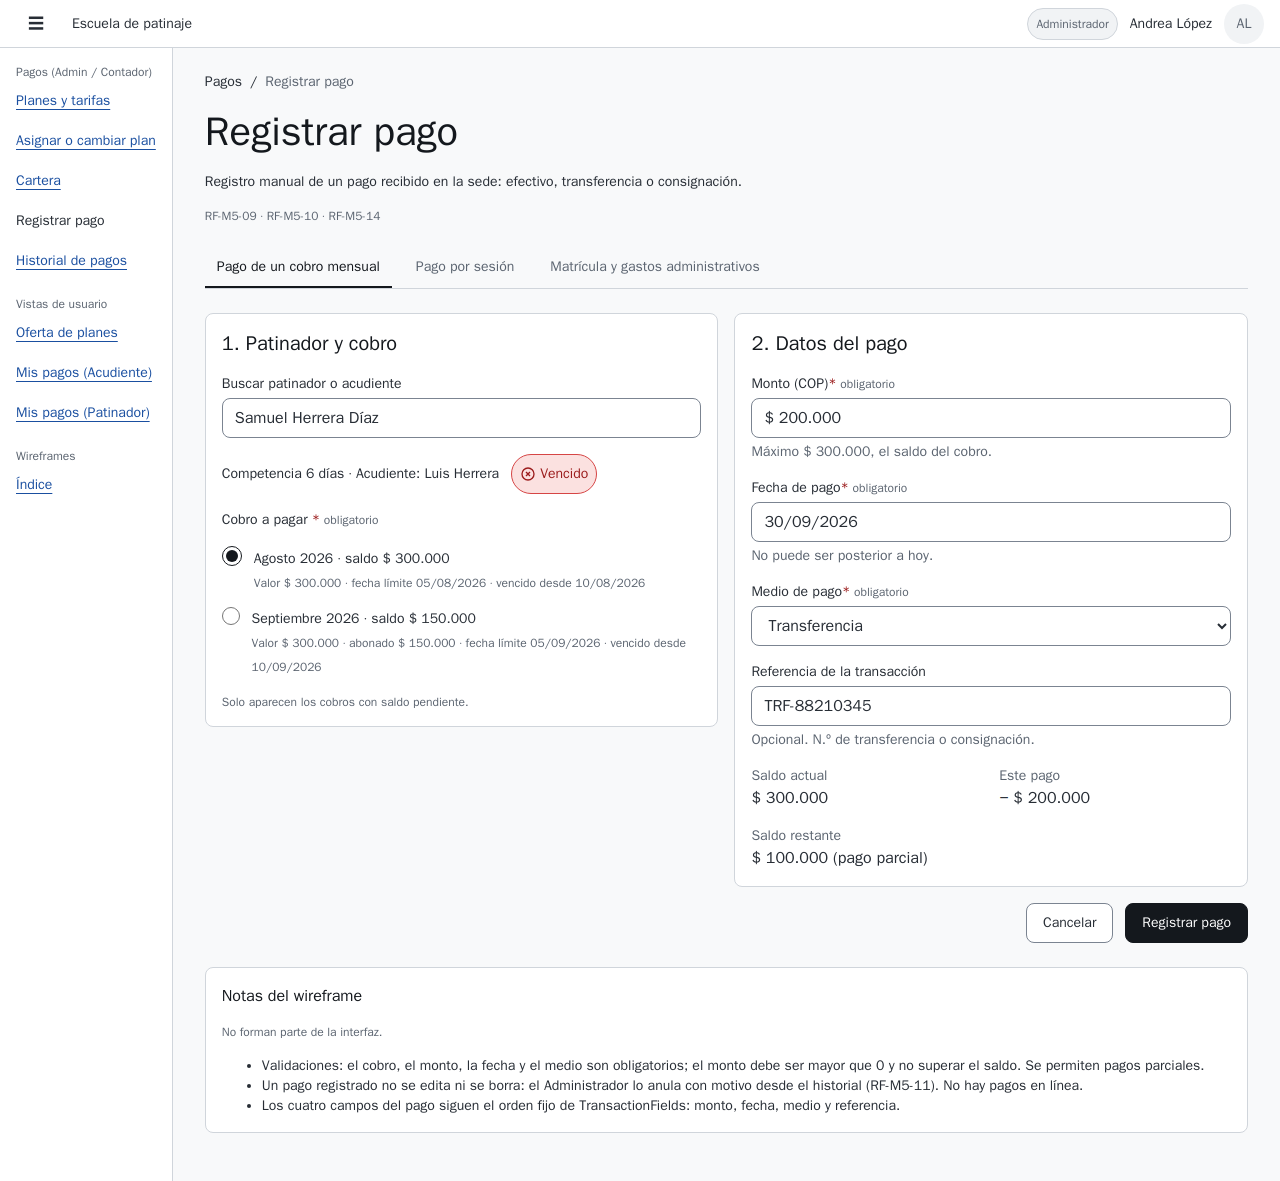 Escuela de patinaje
Administrador
Andrea López
AL
Pagos (Admin / Contador)
Planes y tarifas
Asignar o cambiar plan
Cartera
Registrar pago
Historial de pagos
Vistas de usuario
Oferta de planes
Mis pagos (Acudiente)
Mis pagos (Patinador)
Wireframes
Índice
Pagos / Registrar pago
Registrar pago
Registro manual de un pago recibido en la sede: efectivo, transferencia o consignación.
RF-M5-09 · RF-M5-10 · RF-M5-14
Pago de un cobro mensual
Pago por sesión
Matrícula y gastos administrativos
1. Patinador y cobro
Buscar patinador o acudiente
Samuel Herrera Díaz
Competencia 6 días · Acudiente: Luis Herrera
Vencido
Cobro a pagar * obligatorio
Agosto 2026 · saldo $ 300.000
Valor $ 300.000 · fecha límite 05/08/2026 · vencido desde 10/08/2026
Septiembre 2026 · saldo $ 150.000
Valor $ 300.000 · abonado $ 150.000 · fecha límite 05/09/2026 · vencido desde
10/09/2026
Solo aparecen los cobros con saldo pendiente.
2. Datos del pago
Monto (COP)* obligatorio
$ 200.000
Máximo $ 300.000, el saldo del cobro.
Fecha de pago* obligatorio
30/09/2026
No puede ser posterior a hoy.
Medio de pago* obligatorio
Transferencia
Referencia de la transacción
TRF-88210345
Opcional. N.º de transferencia o consignación.
Saldo actual
$ 300.000
Este pago
− $ 200.000
Saldo restante
$ 100.000 (pago parcial)
Cancelar
Registrar pago
Notas del wireframe
No forman parte de la interfaz.
• Validaciones: el cobro, el monto, la fecha y el medio son obligatorios; el monto debe ser mayor que 0 y no superar el saldo. Se permiten pagos parciales.
• Un pago registrado no se edita ni se borra: el Administrador lo anula con motivo desde el historial (RF-M5-11). No hay pagos en línea.
• Los cuatro campos del pago siguen el orden fijo de TransactionFields: monto, fecha, medio y referencia.